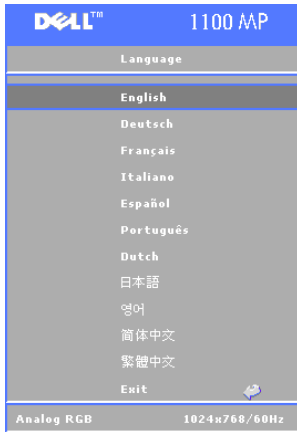 DELL™ 1100 MP
Language
English
Deutsch
Français
Italiano
Español
Português
Dutch
日本語
영어
简体中文
繁體中文
Exit
Analog RGB 1024x768/60Hz